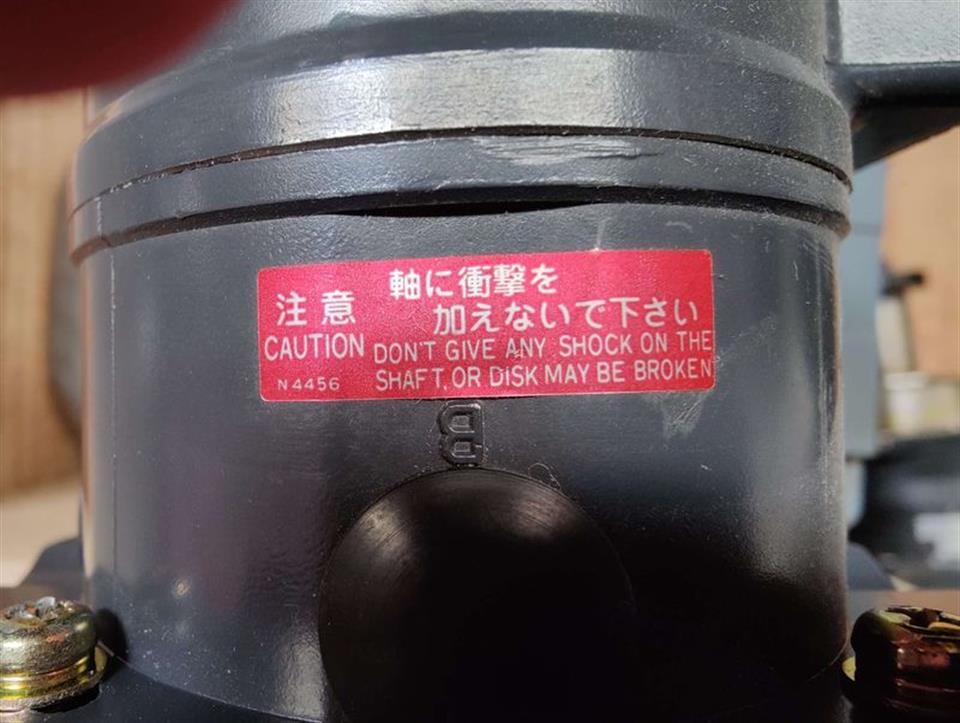 注意
CAUTION
N4456
軸に衝撃を
加えないで下さい
DON'T GIVE ANY SHOCK ON THE
SHAFT, OR DISK MAY BE BROKEN
B